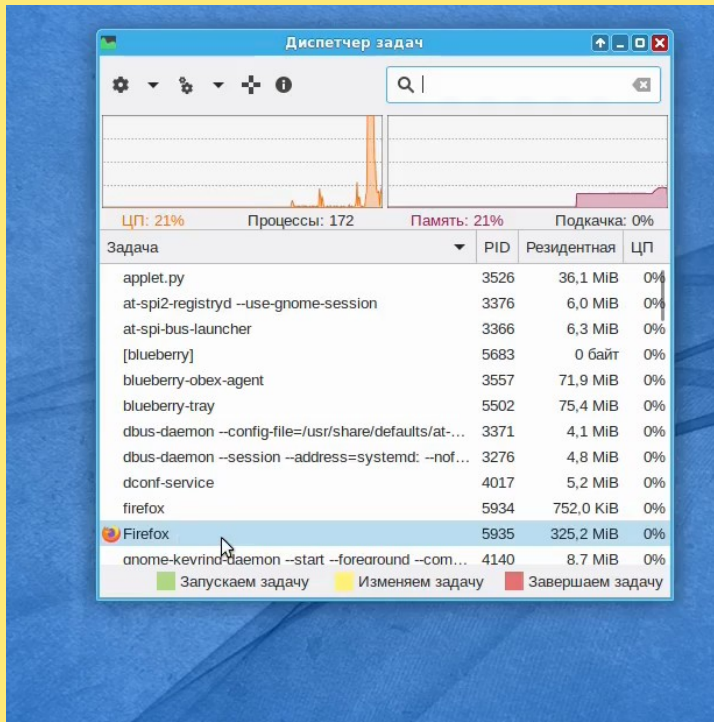 Диспетчер задач
ЦП: 21% Процессы: 172 Память: 21% Подкачка: 0%
Задача PID Резидентная ЦП
applet.py 3526 36,1 MiB 0%
at-spi2-registryd --use-gnome-session 3376 6,0 MiB 0%
at-spi-bus-launcher 3366 6,3 MiB 0%
[blueberry] 5683 0 байт 0%
blueberry-obex-agent 3557 71,9 MiB 0%
blueberry-tray 5502 75,4 MiB 0%
dbus-daemon --config-file=/usr/share/defaults/at-... 3371 4,1 MiB 0%
dbus-daemon --session --address=systemd: --nof... 3276 4,8 MiB 0%
dconf-service 4017 5,2 MiB 0%
firefox 5934 752,0 KiB 0%
Firefox 5935 325,2 MiB 0%
gnome-keyring-daemon --start --foreground --com... 4140 8,7 MiB 0%
Запускаем задачу Изменяем задачу Завершаем задачу